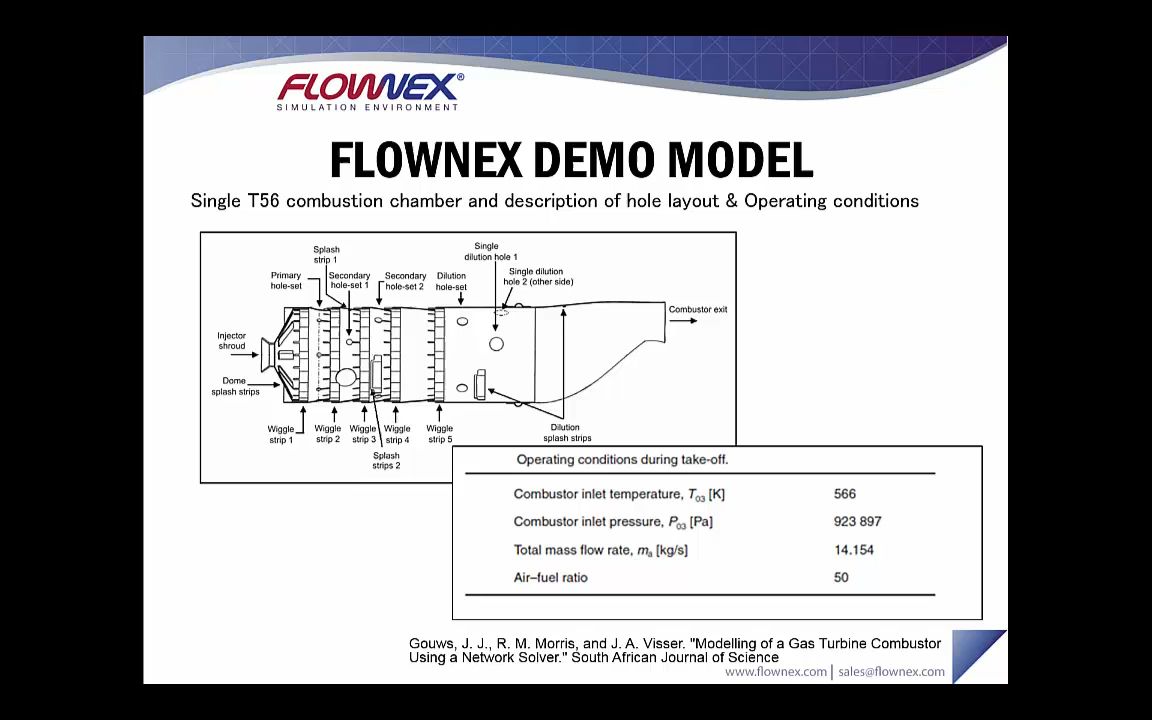 FLOWNEX®
SIMULATION ENVIRONMENT
FLOWNEX DEMO MODEL
Single T56 combustion chamber and description of hole layout & Operating conditions
Splash
strip 1
Single
dilution hole 1
Primary
hole-set
Secondary
hole-set 1
Secondary
hole-set 2
Dilution
hole-set
Single dilution
hole 2 (other side)
Combustor exit
Injector
shroud
Dome
splash strips
Wiggle
strip 1
Wiggle
strip 2
Wiggle
strip 3
Wiggle
strip 4
Wiggle
strip 5
Dilution
splash strips
Splash
strips 2
Operating conditions during take-off.
Combustor inlet temperature, T03 [K] 566
Combustor inlet pressure, P03 [Pa] 923 897
Total mass flow rate, ma [kg/s] 14.154
Air–fuel ratio 50
Gouws, J. J., R. M. Morris, and J. A. Visser. "Modelling of a Gas Turbine Combustor
Using a Network Solver." South African Journal of Science
www.flownex.com | sales@flownex.com